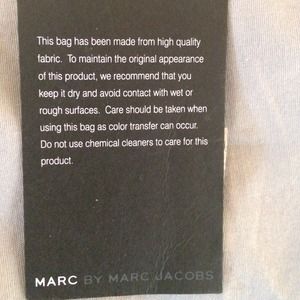 This bag has been made from high quality
fabric. To maintain the original appearance
of this product, we recommend that you
keep it dry and avoid contact with wet or
rough surfaces. Care should be taken when
using this bag as color transfer can occur.
Do not use chemical cleaners to care for this
product.
MARC BY MARC JACOBS